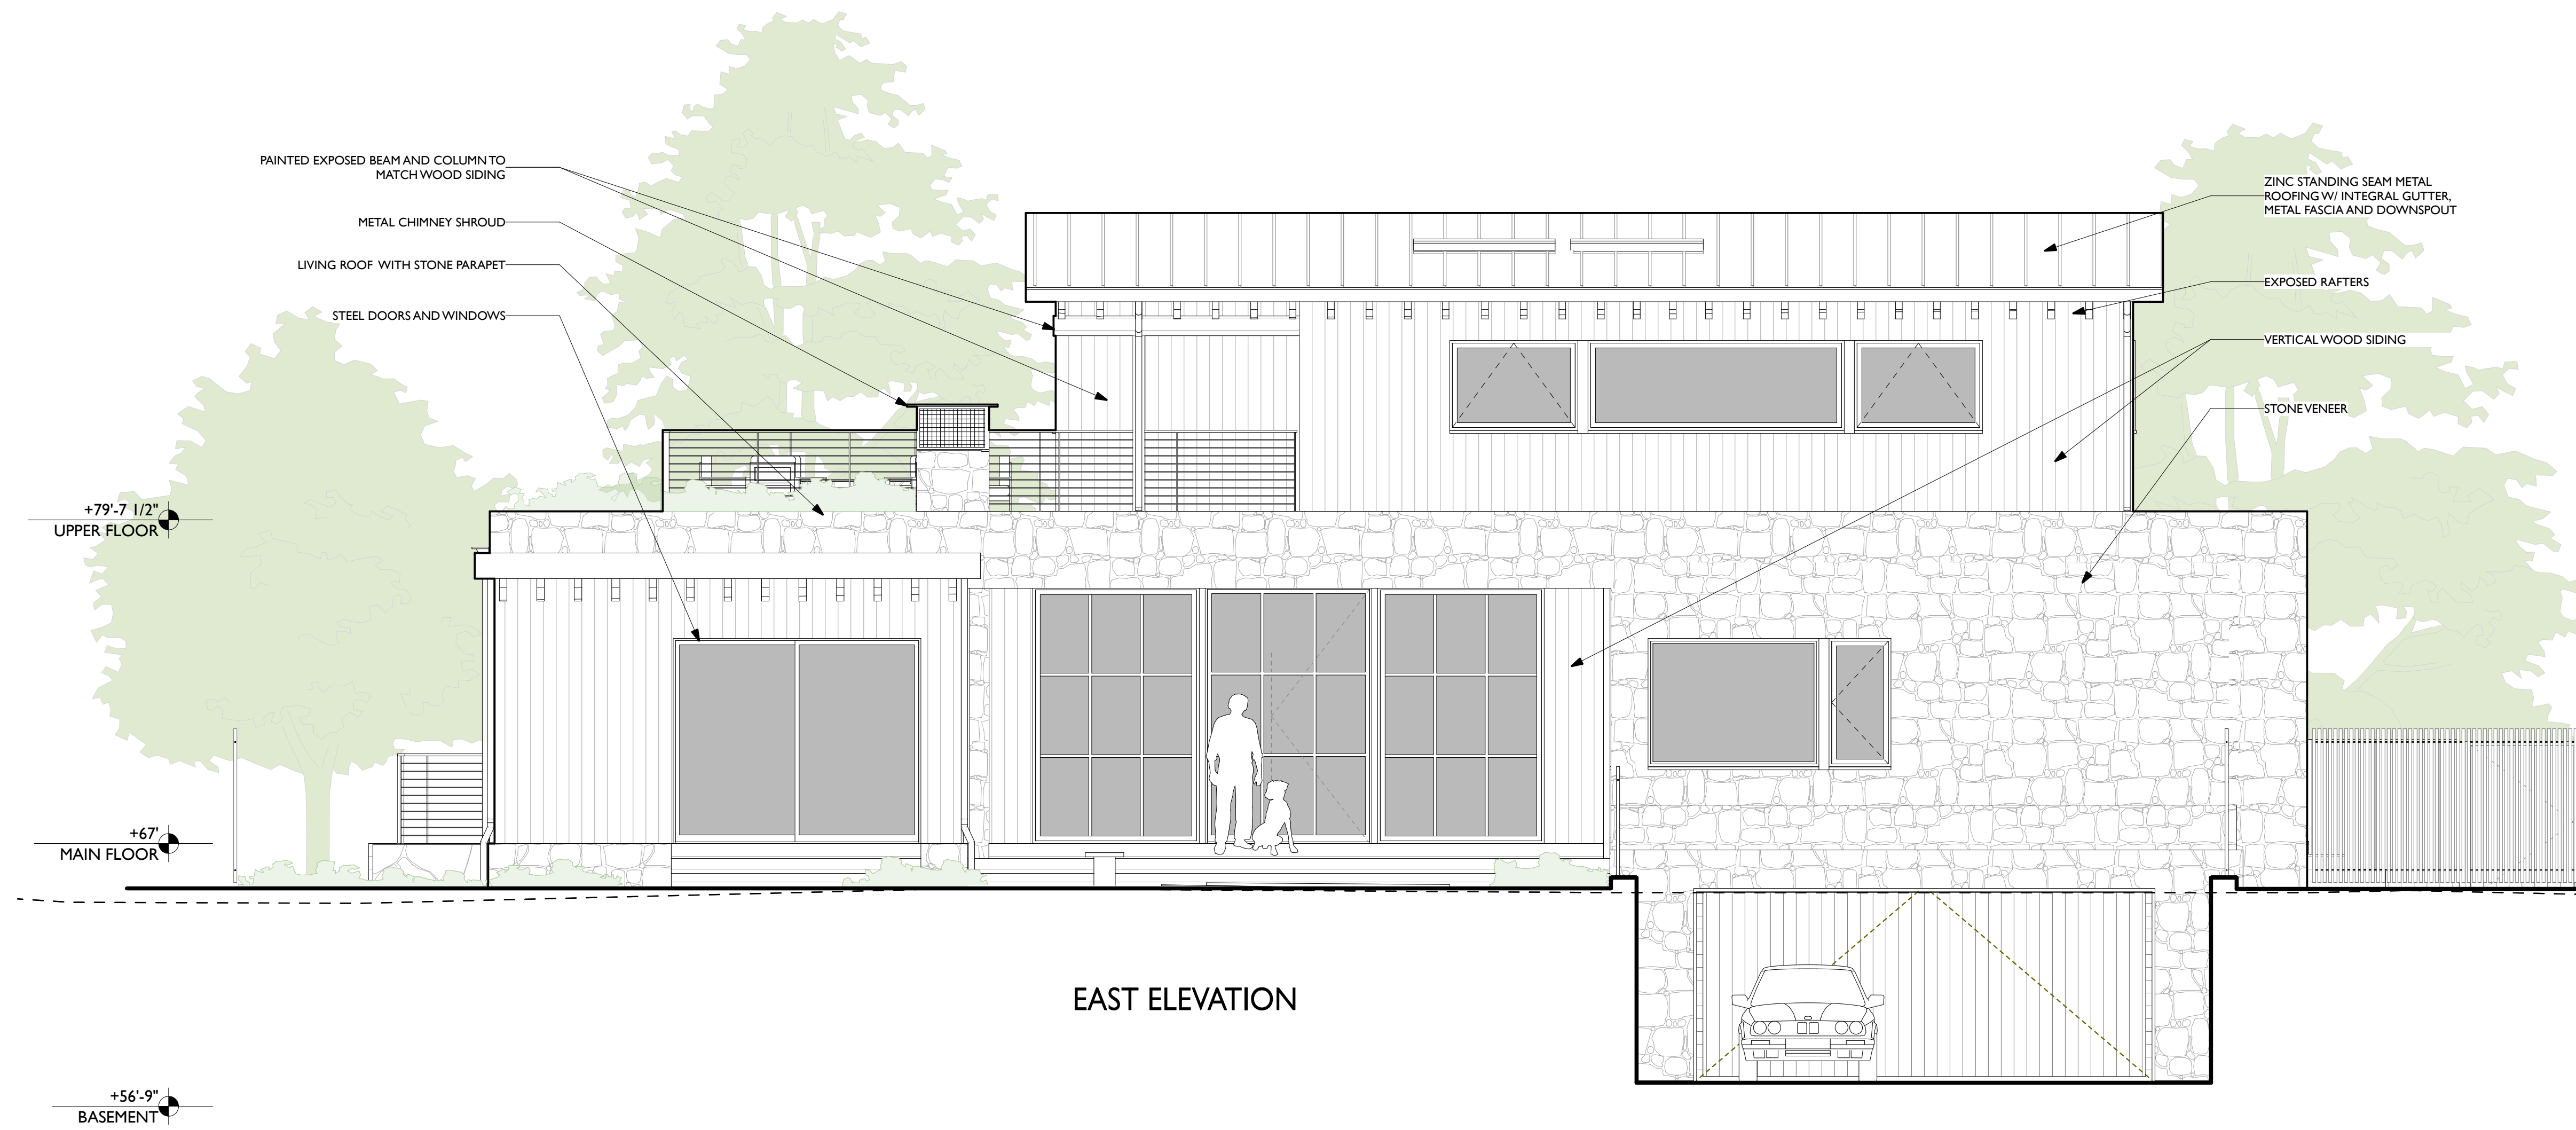 PAINTED EXPOSED BEAM AND COLUMN TO
MATCH WOOD SIDING
METAL CHIMNEY SHROUD
LIVING ROOF WITH STONE PARAPET
STEEL DOORS AND WINDOWS
ZINC STANDING SEAM METAL
ROOFING W/ INTEGRAL GUTTER,
METAL FASCIA AND DOWNSPOUT
EXPOSED RAFTERS
VERTICAL WOOD SIDING
STONE VENEER
+79'-7 1/2"
UPPER FLOOR
+67'
MAIN FLOOR
EAST ELEVATION
+56'-9"
BASEMENT